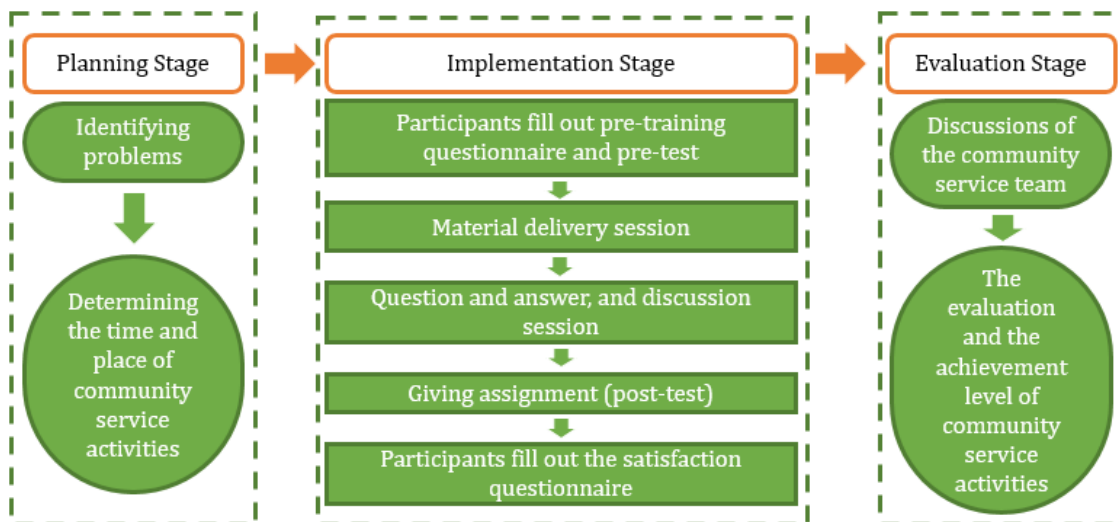 Planning Stage
Identifying
problems
Determining
the time and
place of
community
service
activities
Implementation Stage
Participants fill out pre-training
questionnaire and pre-test
Material delivery session
Question and answer, and discussion
session
Giving assignment (post-test)
Participants fill out the satisfaction
questionnaire
Evaluation Stage
Discussions of
the community
service team
The
evaluation
and the
achievement
level of
community
service
activities